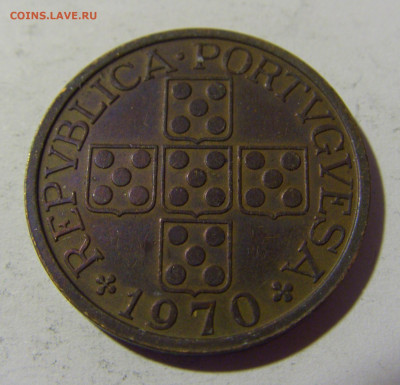 COINS.LAVE.RU
REPVBLICA · PORTVGVESA
1970